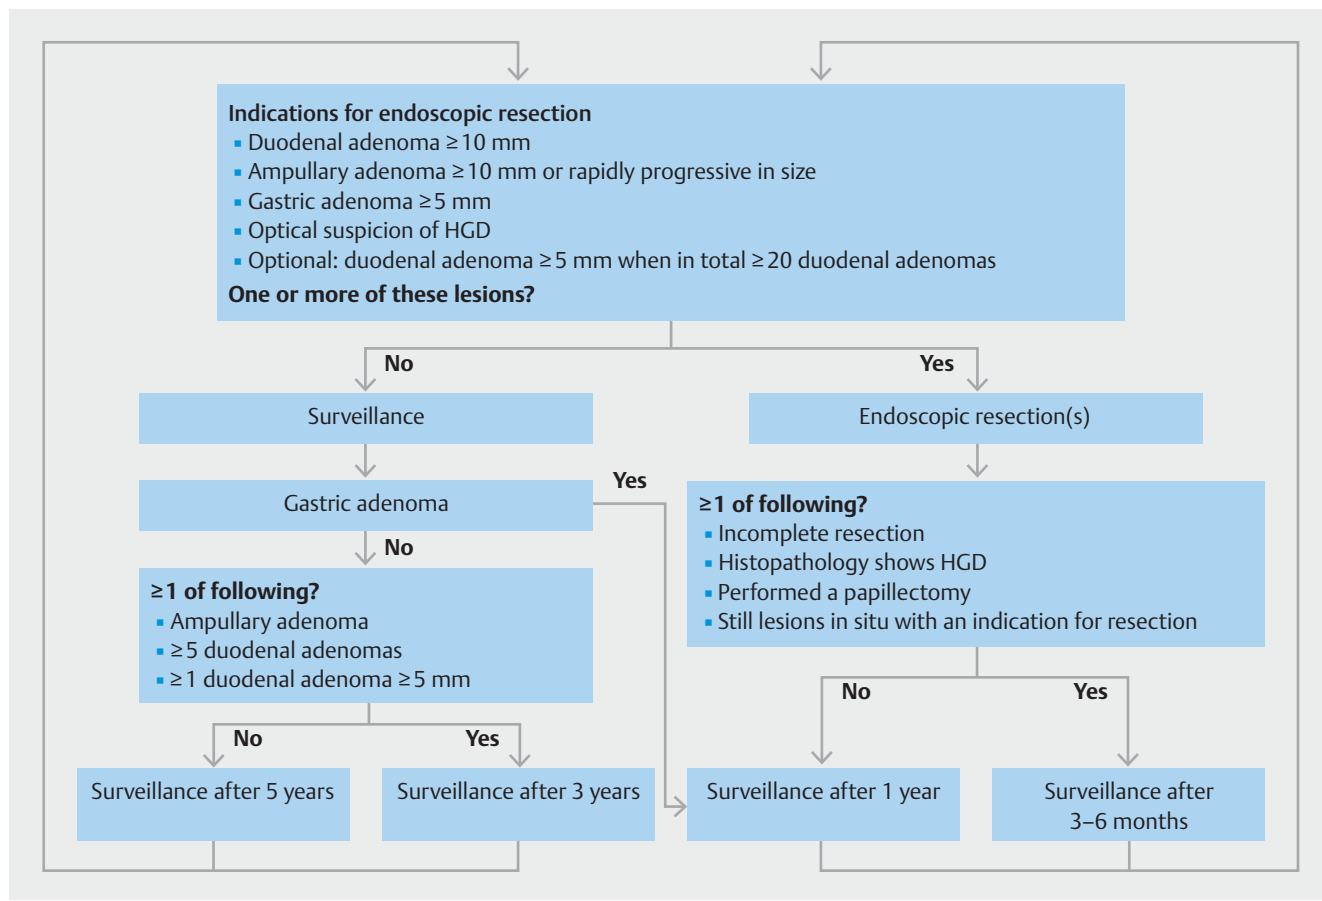 Indications for endoscopic resection
▪ Duodenal adenoma ≥10 mm
▪ Ampullary adenoma ≥10 mm or rapidly progressive in size
▪ Gastric adenoma ≥5 mm
▪ Optical suspicion of HGD
▪ Optional: duodenal adenoma ≥5 mm when in total ≥20 duodenal adenomas
One or more of these lesions?
No
Yes
Surveillance
Endoscopic resection(s)
Gastric adenoma
Yes
No
≥1 of following?
▪ Ampullary adenoma
▪ ≥5 duodenal adenomas
▪ ≥1 duodenal adenoma ≥5 mm
≥1 of following?
▪ Incomplete resection
▪ Histopathology shows HGD
▪ Performed a papillectomy
▪ Still lesions in situ with an indication for resection
No
Yes
No
Yes
Surveillance after 5 years
Surveillance after 3 years
Surveillance after 1 year
Surveillance after
3–6 months